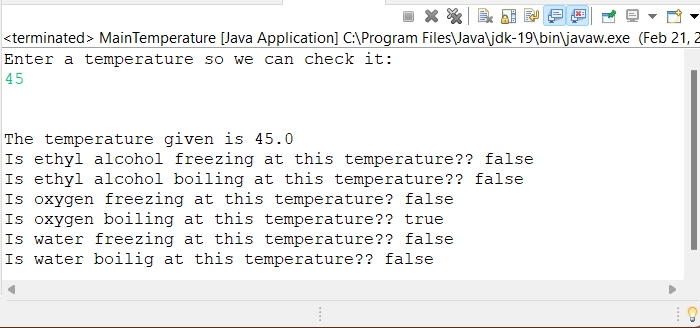 <terminated> MainTemperature [Java Application] C:\Program Files\Java\jdk-19\bin\javaw.exe (Feb 21, 2
Enter a temperature so we can check it:
45
The temperature given is 45.0
Is ethyl alcohol freezing at this temperature?? false
Is ethyl alcohol boiling at this temperature?? false
Is oxygen freezing at this temperature? false
Is oxygen boiling at this temperature?? true
Is water freezing at this temperature?? false
Is water boilig at this temperature?? false